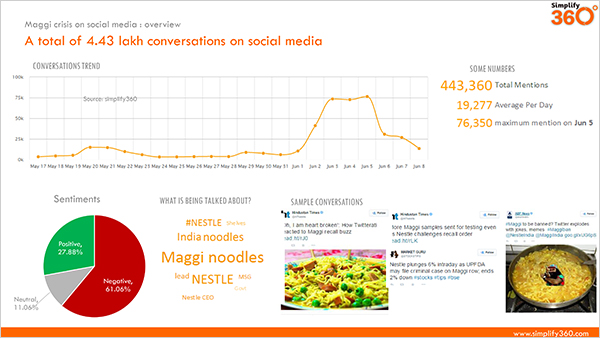 Maggi crisis on social media : overview
Simplify
360°
A total of 4.43 lakh conversations on social media
CONVERSATIONS TREND
100k
75k
50k
25k
0k
Source: simplify360
May 17 May 18 May 19 May 20 May 21 May 22 May 23 May 24 May 25 May 26 May 27 May 28 May 29 May 30 May 31 Jun 1 Jun 2 Jun 3 Jun 4 Jun 5 Jun 6 Jun 7 Jun 8
SOME NUMBERS
443,360 Total Mentions
19,277 Average Per Day
76,350 maximum mention on Jun 5
Sentiments
Positive,
27.88%
Neutral,
11.06%
Negative,
61.06%
WHAT IS BEING TALKED ABOUT?
#NESTLE
India noodles
Maggi noodles
lead NESTLE MSG
Nestle CEO
SAMPLE CONVERSATIONS
Hindustan Times
I am heart broken': How Twitterati
reacted to Maggi recall buzz
Hindustan Times
more Maggi samples sent for testing even
as Nestle challenges recall order
MARKET GURU
Nestle plunges 6% intraday as UPFDA
may file criminal case on Maggi row; ends
2% down #stocks #tips #bse
#Maggi to be banned? Twitter explodes
with jokes, memes #Maggiban
www.simplify360.com